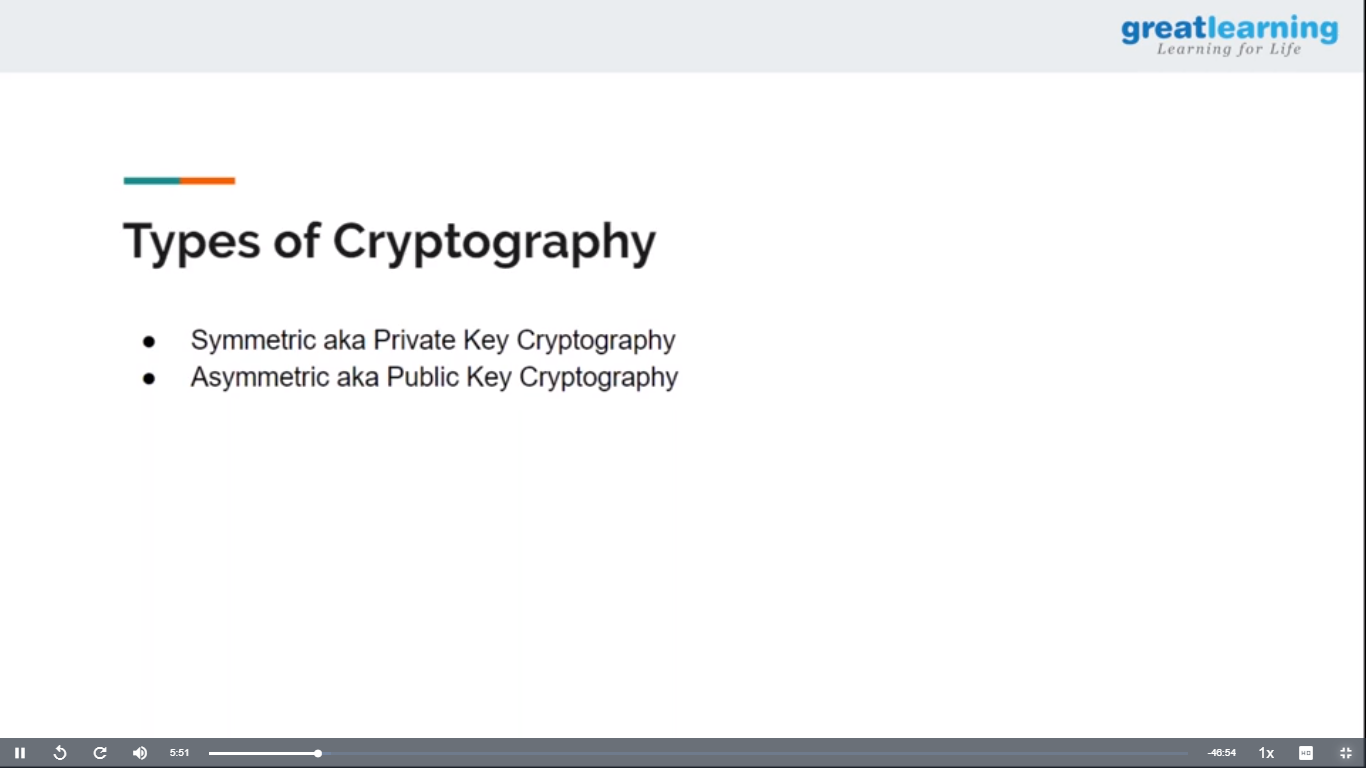 greatlearning
Learning for Life
Types of Cryptography
● Symmetric aka Private Key Cryptography
● Asymmetric aka Public Key Cryptography
5:51 -46:54 1x HD